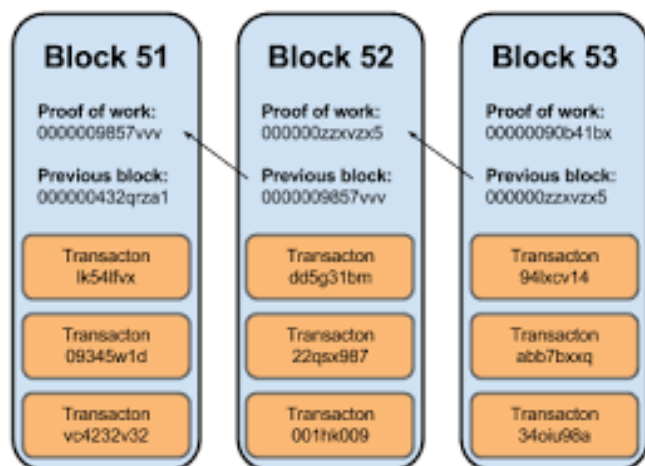 Block 51
Proof of work:
0000009857vvv
Previous block:
000000432qrza1
Transacton
lk54lfvx
Transacton
09345w1d
Transacton
vc4232v32
Block 52
Proof of work:
000000zzxvzx5
Previous block:
0000009857vvv
Transacton
dd5g31bm
Transacton
22qsx987
Transacton
001hk009
Block 53
Proof of work:
00000090b41bx
Previous block:
000000zzxvzx5
Transacton
94lxcv14
Transacton
abb7bxxq
Transacton
34oiu98a